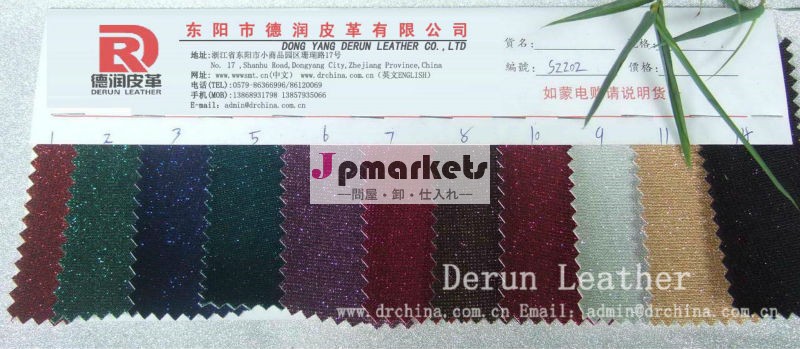 东阳市德润皮革有限公司
DONG YANG DERUN LEATHER CO.,LTD
德润皮革
DERUN LEATHER
地址:浙江省东阳市小商品园区珊瑚路17号
No. 17 ,Shanhu Road,Dongyang City,Zhejiang Province,China
网址: www.wwwsmt.cn(中文) www.drchina.com.cn (英文ENGLISH)
电话(TEL):0579-86366996/86120069
手机(MOB):13868931798 13857935066
E-mail: admin@drchina.com.cn
货名:
格:
编號: SZ202 價格:
如蒙电购请说明货
1 2 3 5 6 7 8 10 9 11 14
Jpmarkets
問屋・卸・仕入れ
Derun Leather
www.drchina.com.cn Email: admin@drchina.com.cn